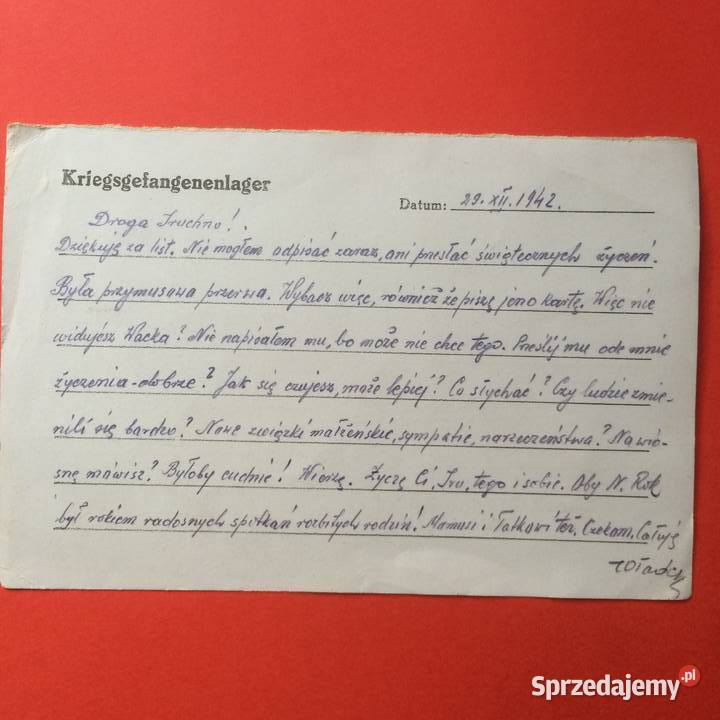 Kriegsgefangenenlager
Datum: 29. XII. 1942.
Droga Iruchno!
Dziękuję za list. Nie mogłem odpisać zaraz, ani przesłać świątecznych życzeń.
Była przymusowa przerwa. Wybacz więc, również że piszę jeno kartę. Więc nie
widujesz Wacka? Nie napisałem mu, bo może nie chce tego. Prześlij mu ode mnie
życzenia - dobrze? Jak się czujesz, może lepiej? Co słychać? Czy ludzie zmie-
nili się bardzo? Nowe związki małżeńskie, sympatie, narzeczeństwa? Na wio-
snę mówisz? Byłoby cudnie! Wierzę. Życzę Ci, Iru, tego i sobie. Oby N. Rok
był rokiem radosnych spotkań rozbitych rodzin! Mamusi i Tatkowi też. Czekam. Całuję
Sprzedajemy.pl